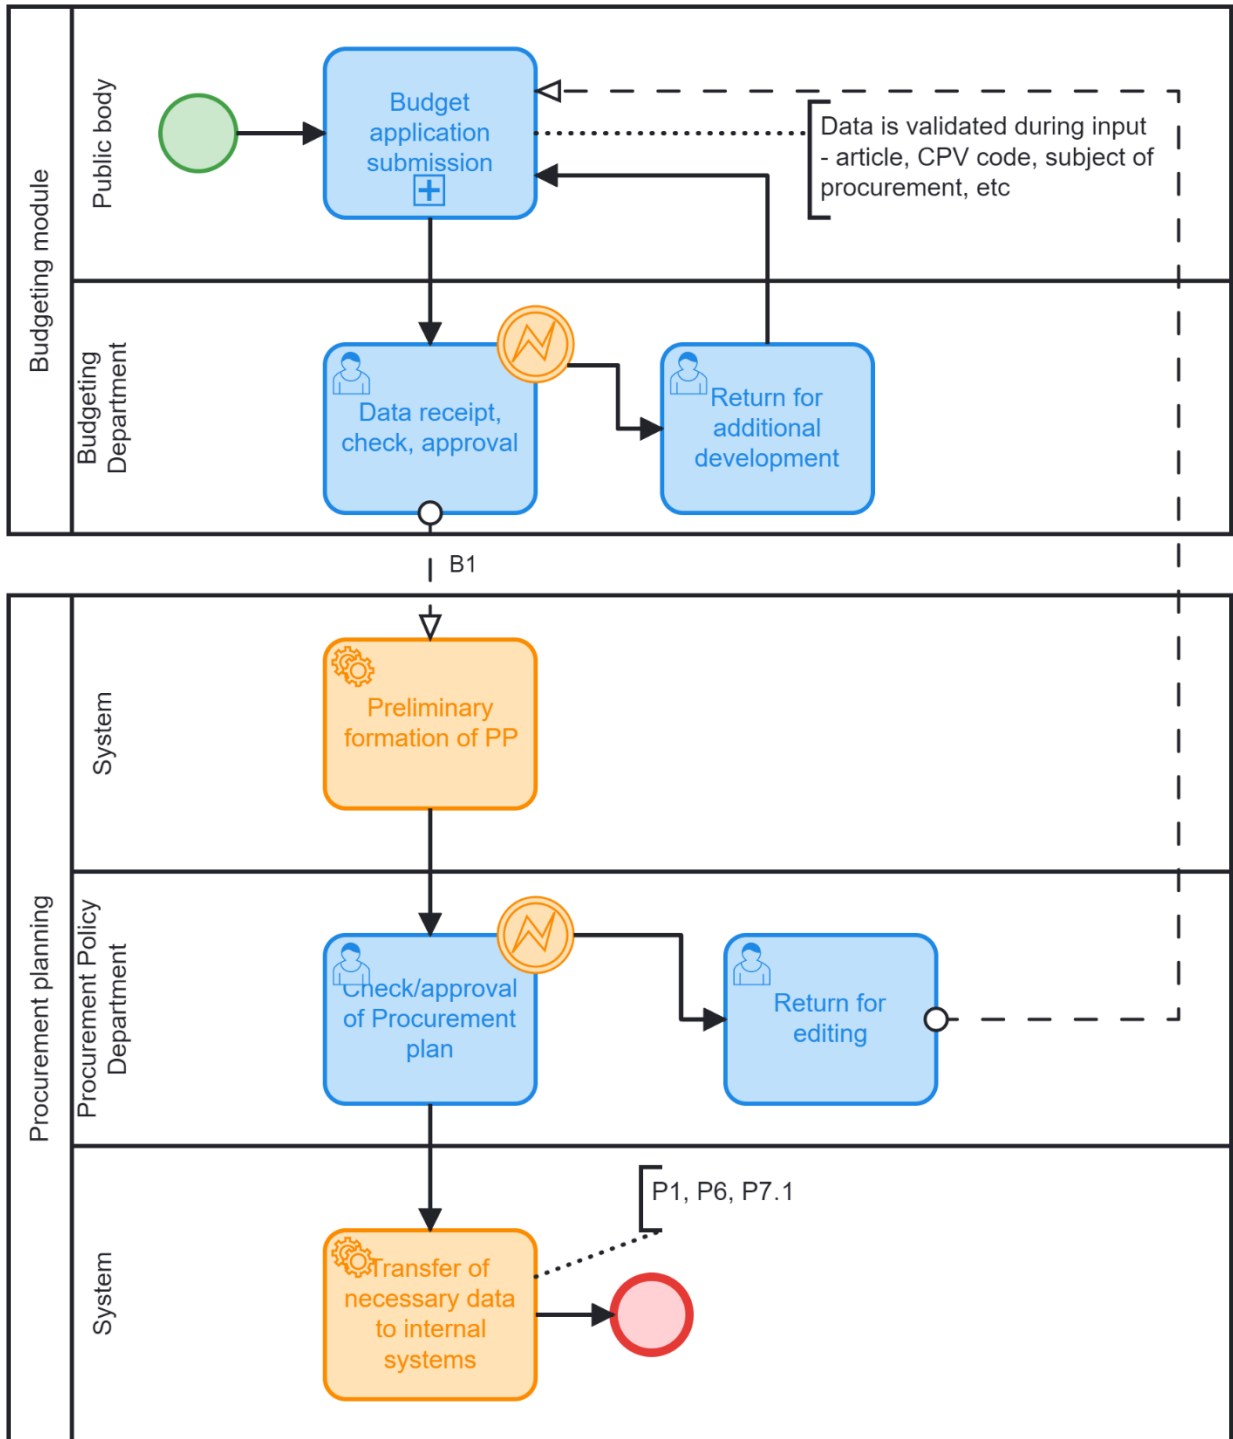 Budgeting module
Public body
Budget
application
submission
Data is validated during input
- article, CPV code, subject of
procurement, etc
Budgeting
Department
Data receipt,
check, approval
Return for
additional
development
B1
Procurement planning
System
Preliminary
formation of PP
Procurement Policy
Department
Check/approval
of Procurement
plan
Return for
editing
System
P1, P6, P7.1
Transfer of
necessary data
to internal
systems